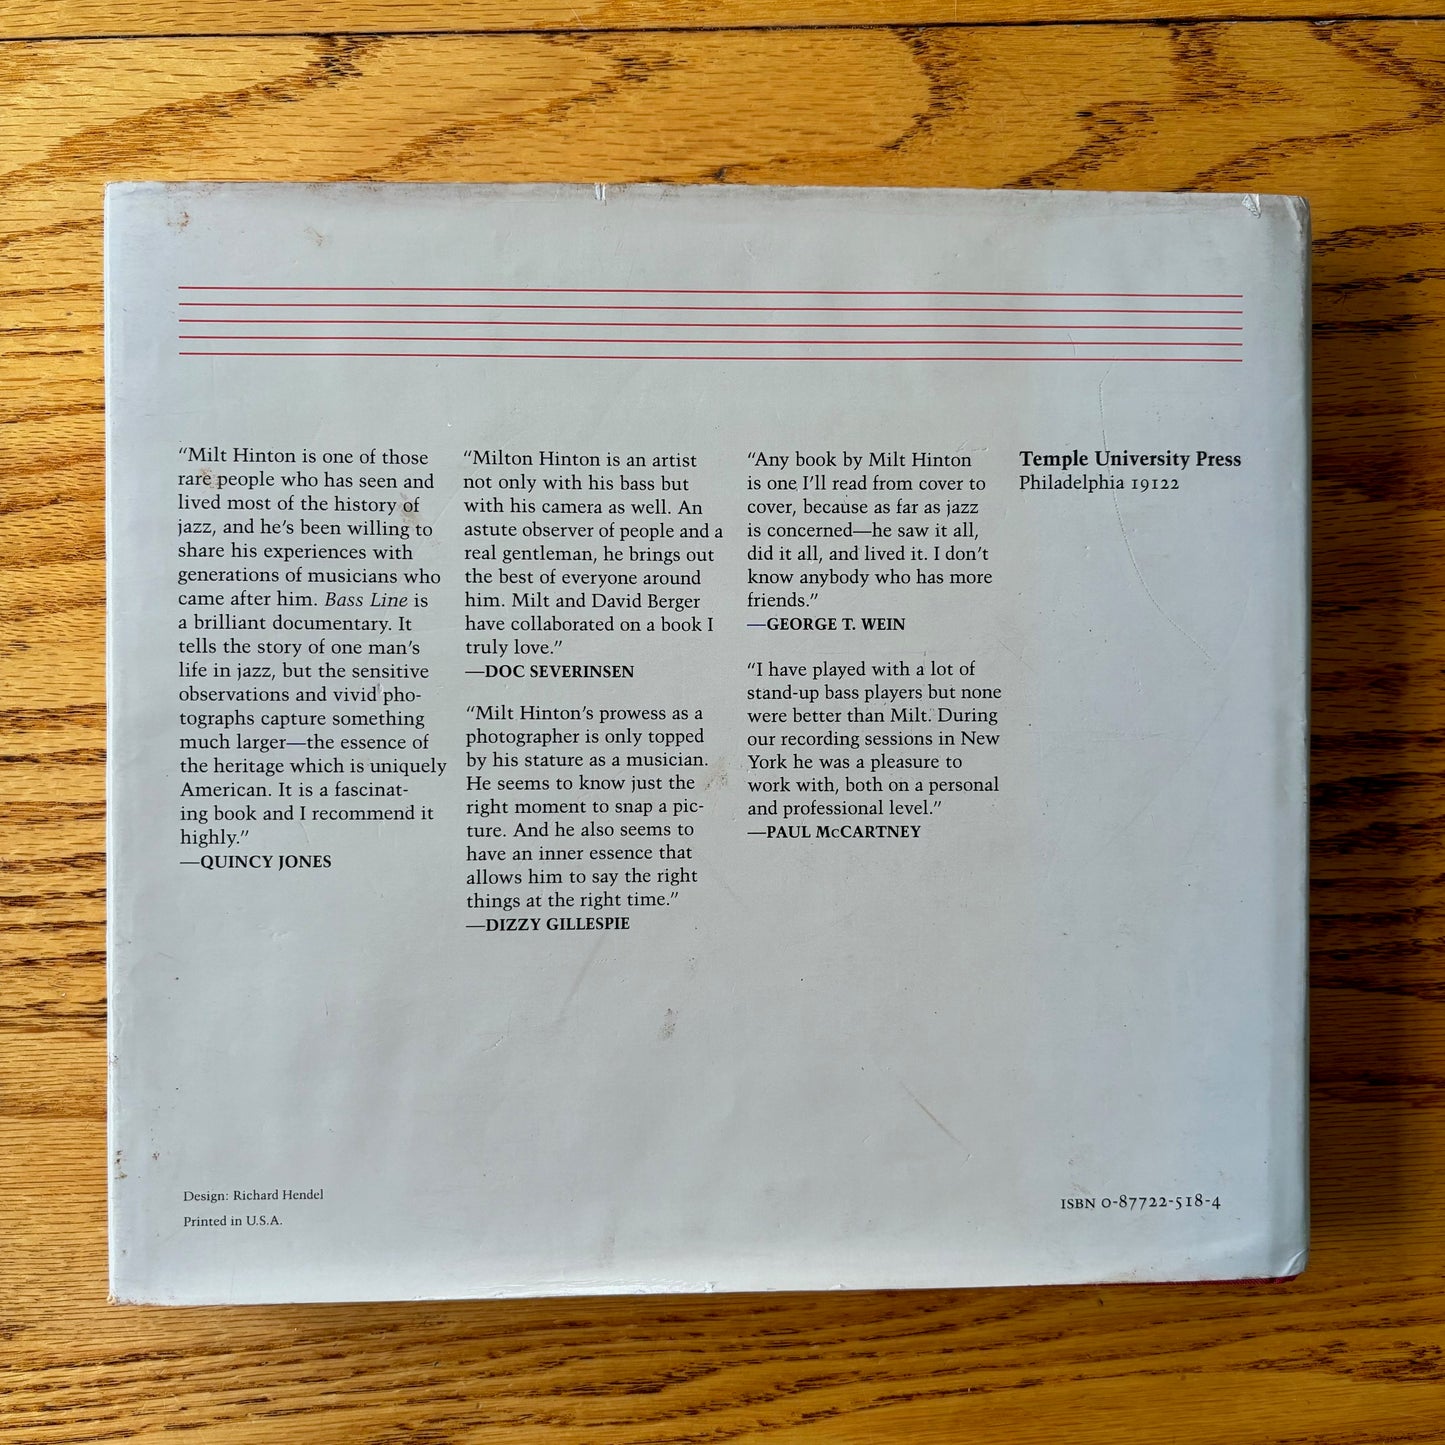 “Milt Hinton is one of those
rare people who has seen and
lived most of the history of
jazz, and he’s been willing to
share his experiences with
generations of musicians who
came after him. Bass Line is
a brilliant documentary. It
tells the story of one man’s
life in jazz, but the sensitive
observations and vivid pho-
tographs capture something
much larger—the essence of
the heritage which is uniquely
American. It is a fascinat-
ing book and I recommend it
highly.”
—QUINCY JONES
“Milton Hinton is an artist
not only with his bass but
with his camera as well. An
astute observer of people and a
real gentleman, he brings out
the best of everyone around
him. Milt and David Berger
have collaborated on a book I
truly love.”
—DOC SEVERINSEN
“Milt Hinton’s prowess as a
photographer is only topped
by his stature as a musician.
He seems to know just the
right moment to snap a pic-
ture. And he also seems to
have an inner essence that
allows him to say the right
things at the right time.”
—DIZZY GILLESPIE
“Any book by Milt Hinton
is one I’ll read from cover to
cover, because as far as jazz
is concerned—he saw it all,
did it all, and lived it. I don’t
know anybody who has more
friends.”
—GEORGE T. WEIN
“I have played with a lot of
stand-up bass players but none
were better than Milt. During
our recording sessions in New
York he was a pleasure to
work with, both on a personal
and professional level.”
—PAUL McCARTNEY
Temple University Press
Philadelphia 19122
Design: Richard Hendel
Printed in U.S.A.
ISBN 0-87722-518-4